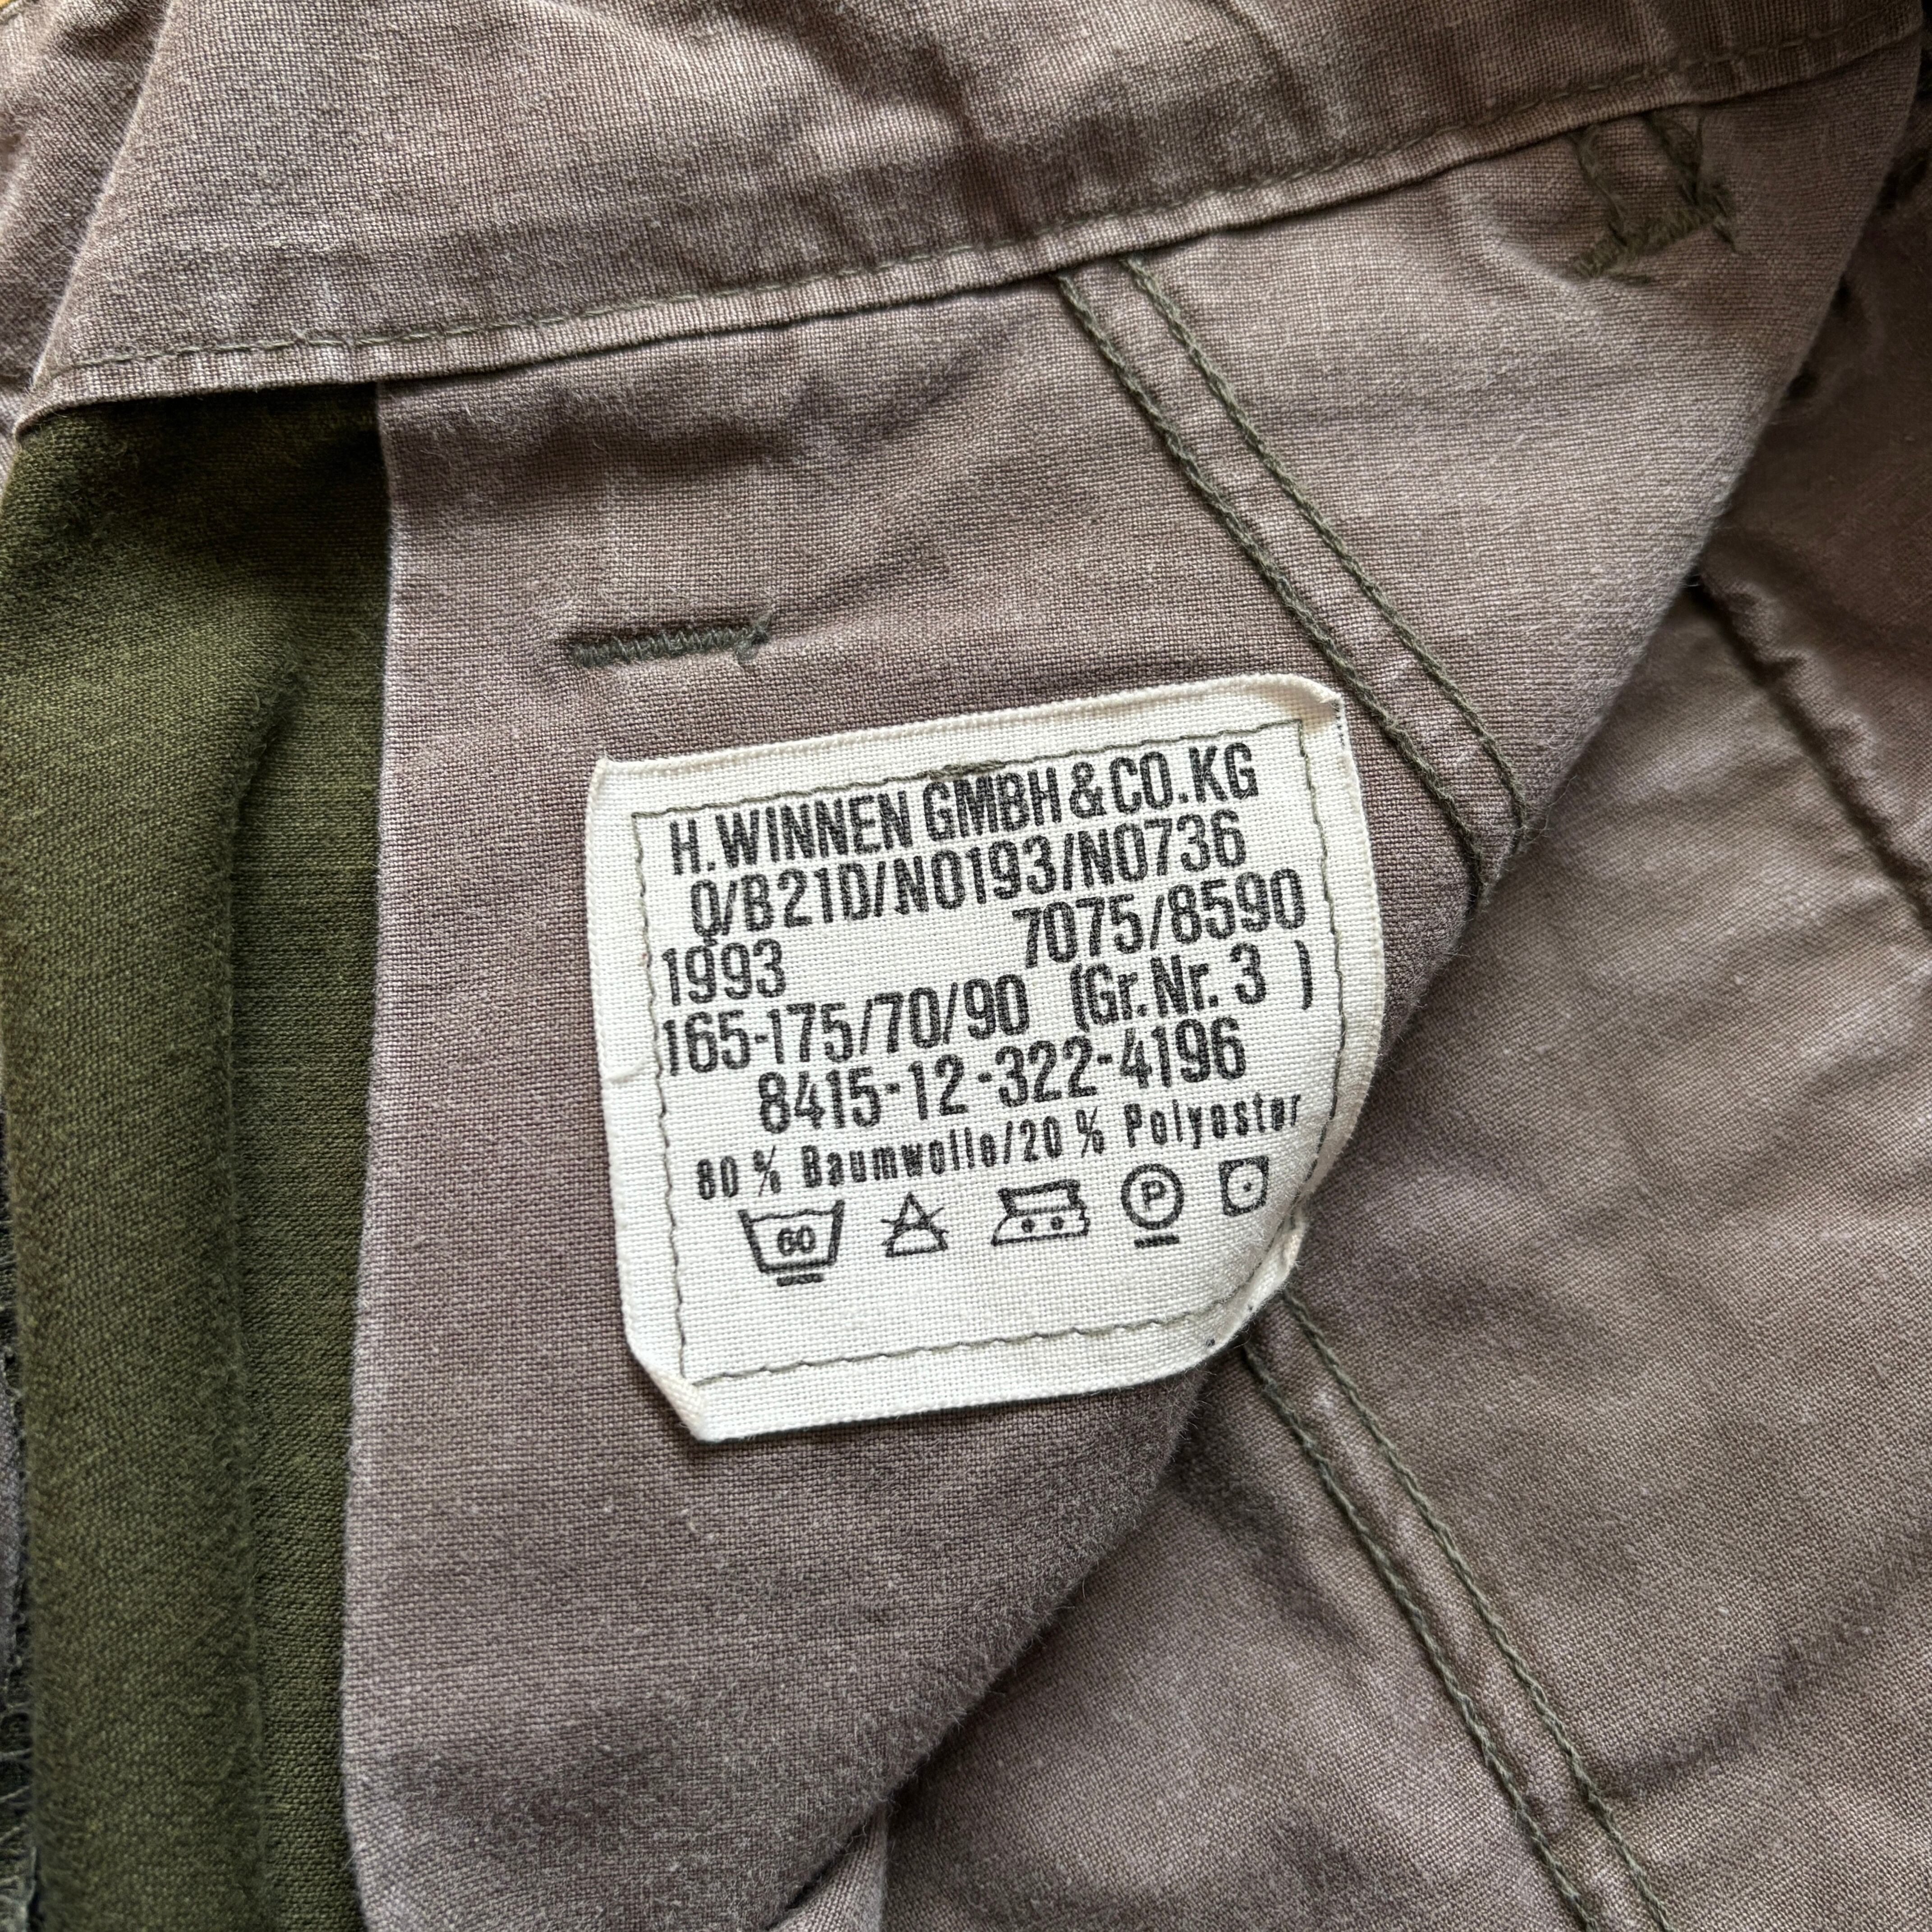 H.WINNEN GMBH & CO.KG
Q/B21D/N0193/N0736
1993 7075/8590
165-175/70/90 (Gr.Nr. 3 )
8415-12-322-4196
80 % Baumwolle/20 % Polyester
60 P